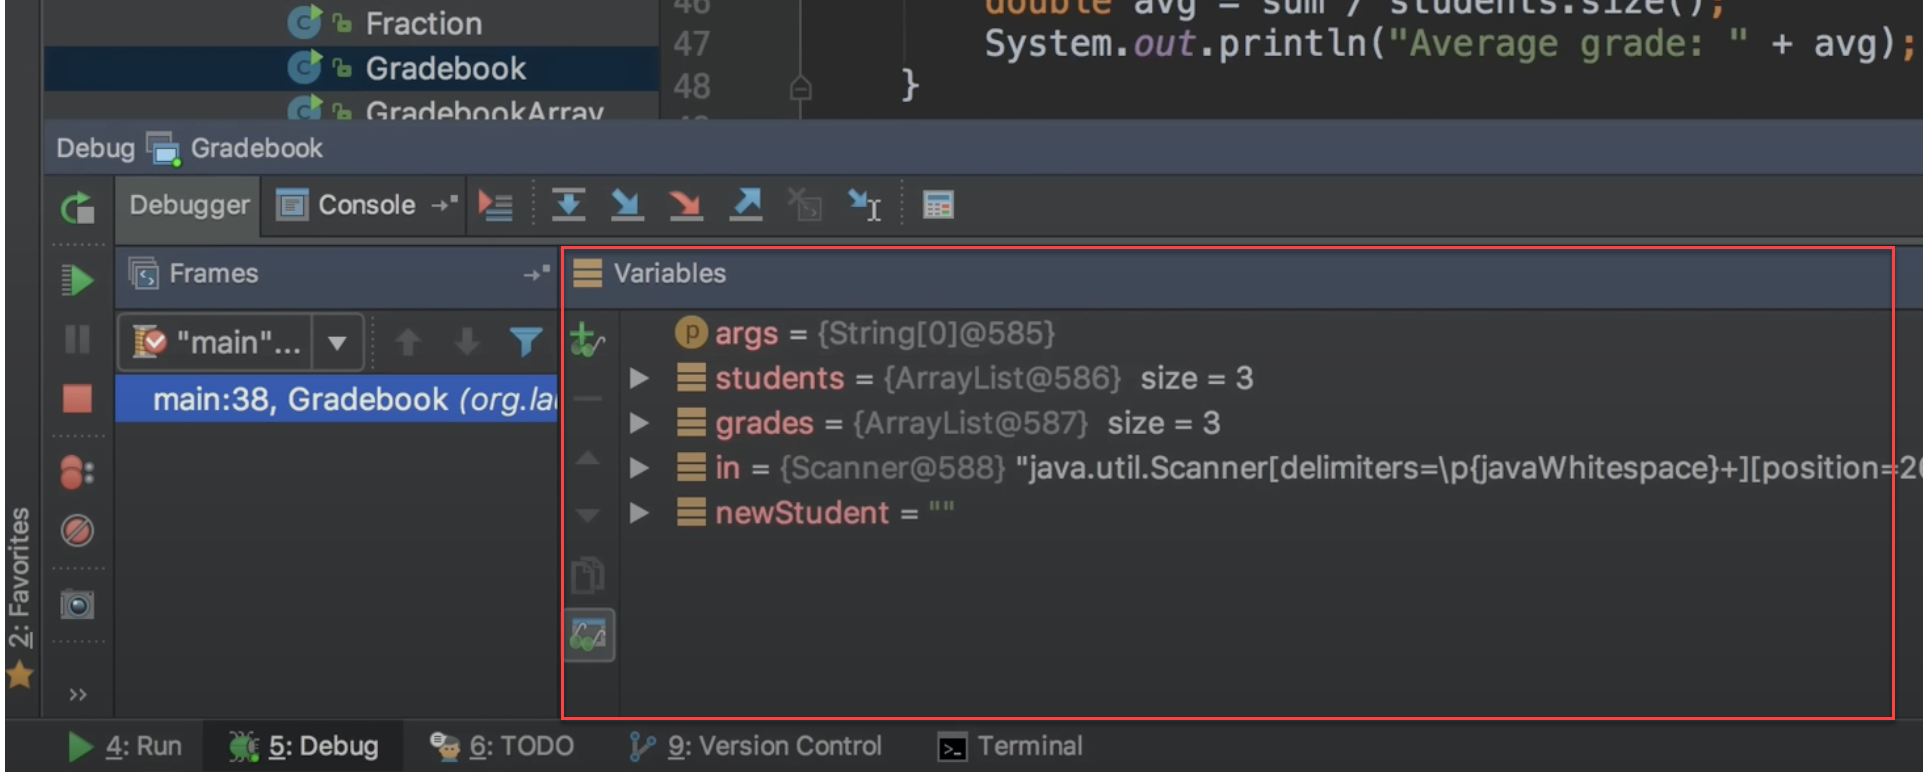 Fraction
Gradebook
GradebookArray
46 double avg = sum / students.size();
47 System.out.println("Average grade: " + avg);
48 }
Debug Gradebook
Debugger Console
Frames
Variables
"main"...
main:38, Gradebook (org.la
p args = {String[0]@585}
students = {ArrayList@586} size = 3
grades = {ArrayList@587} size = 3
in = {Scanner@588} "java.util.Scanner[delimiters=\p{javaWhitespace}+][position=20
newStudent = ""
2: Favorites
4: Run 5: Debug 6: TODO 9: Version Control Terminal